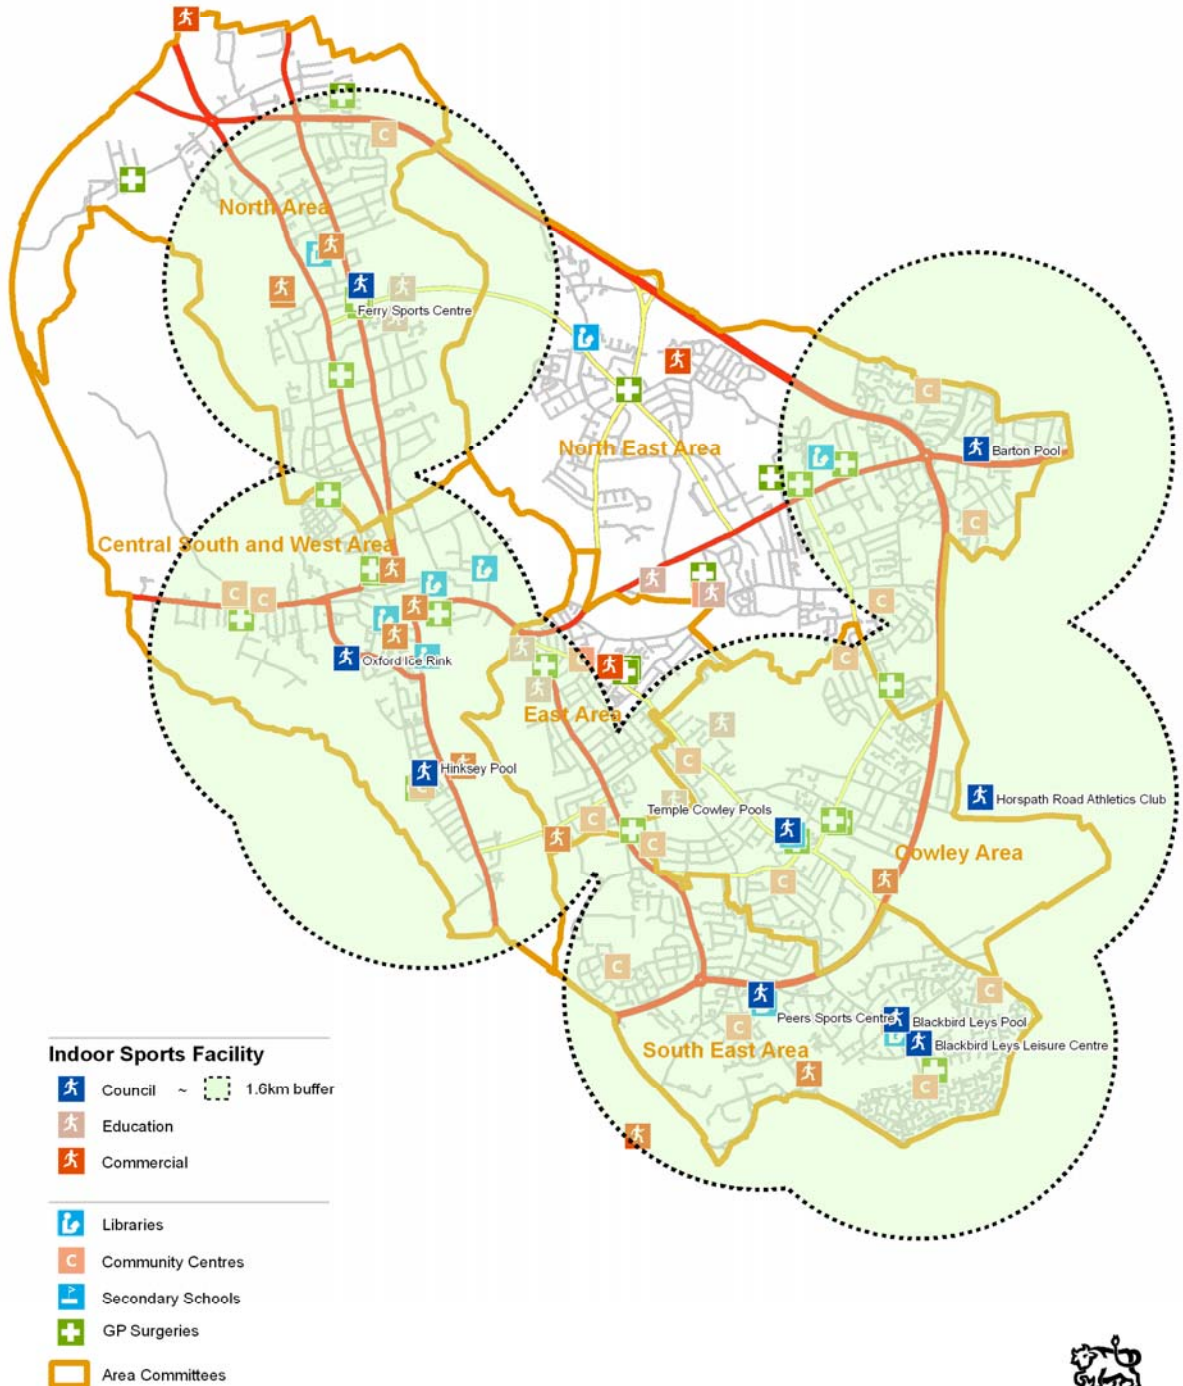 North Area
Ferry Sports Centre
North East Area
Barton Pool
Central South and West Area
Oxford Ice Rink
East Area
Hinksey Pool
Horspath Road Athletics Club
Temple Cowley Pools
Cowley Area
Peers Sports Centre
Blackbird Leys Pool
Blackbird Leys Leisure Centre
South East Area
Indoor Sports Facility
Council ~ 1.6km buffer
Education
Commercial
Libraries
C Community Centres
Secondary Schools
GP Surgeries
Area Committees